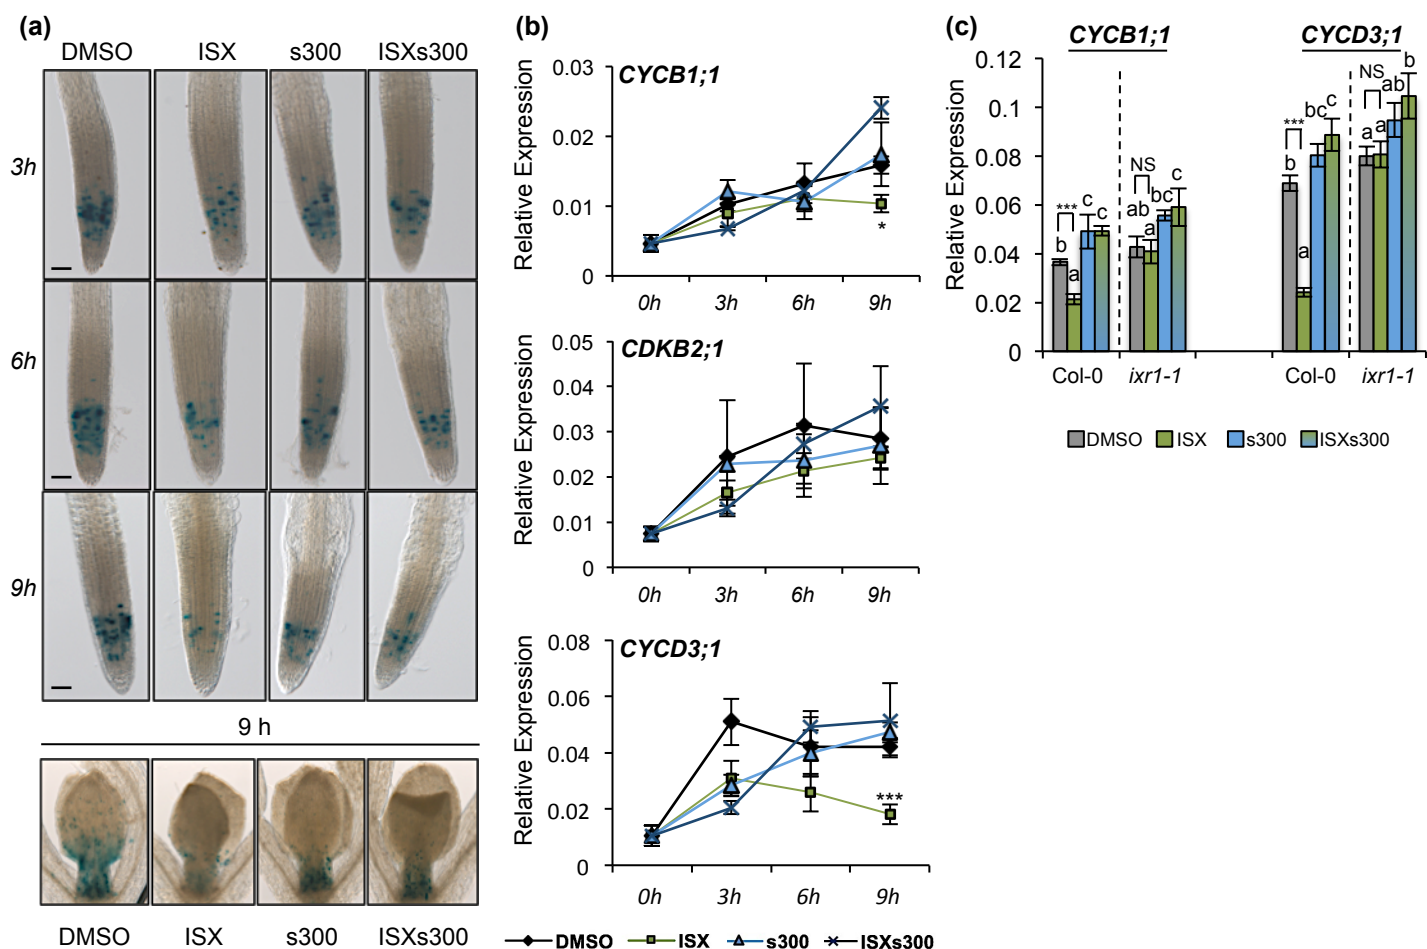 (a)
DMSO ISX s300 ISXs300
3h
6h
9h
9 h
DMSO ISX s300 ISXs300
(b)
CYCB1;1
Relative Expression
0.03
0.02
0.01
0
0h 3h 6h 9h
*
CDKB2;1
Relative Expression
0.05
0.04
0.03
0.02
0.01
0
0h 3h 6h 9h
CYCD3;1
Relative Expression
0.08
0.06
0.04
0.02
0
0h 3h 6h 9h
***
DMSO ISX s300 ISXs300
(c)
CYCB1;1 CYCD3;1
Relative Expression
0.12
0.1
0.08
0.06
0.04
0.02
0
*** b a c c
NS ab a bc c
*** b a bc c
NS a a ab b
Col-0 ixr1-1 Col-0 ixr1-1
DMSO ISX s300 ISXs300